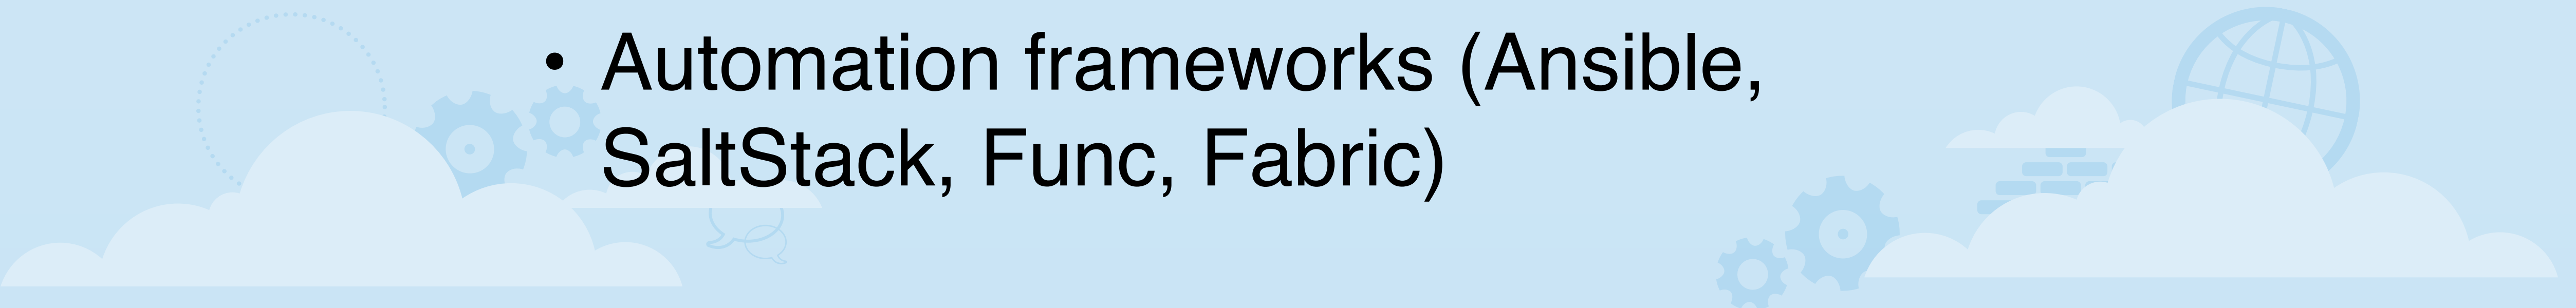 • Automation frameworks (Ansible,
SaltStack, Func, Fabric)